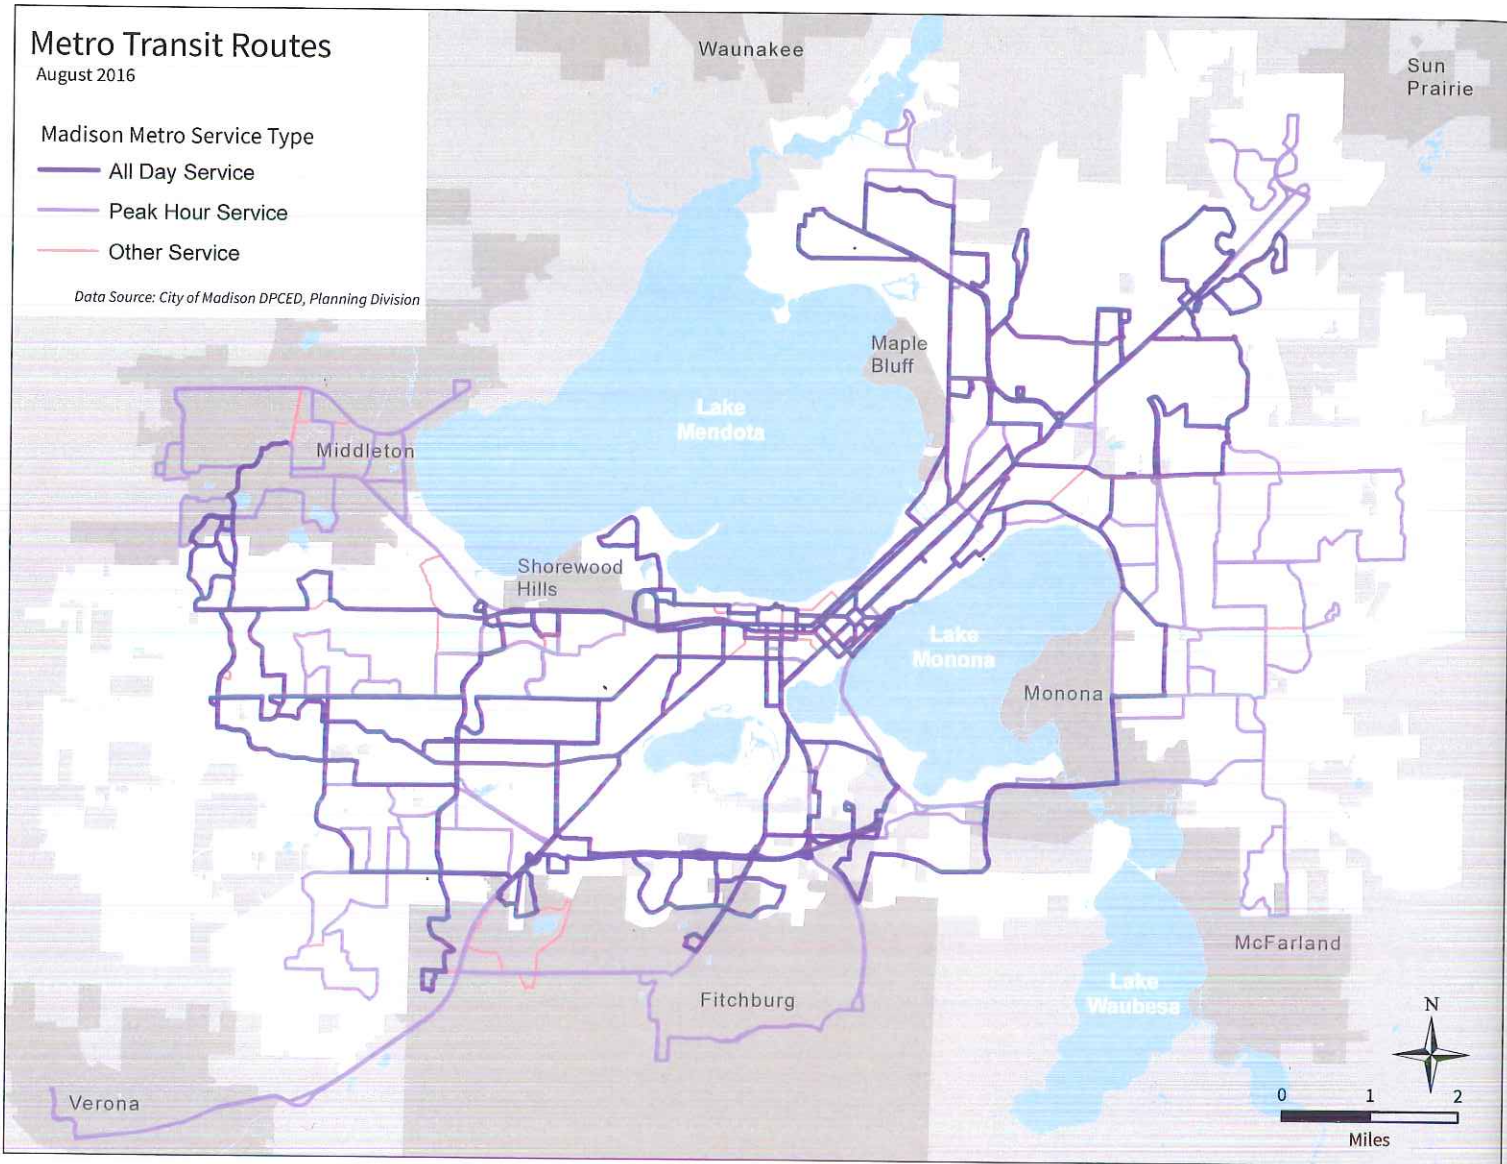 Metro Transit Routes
August 2016
Madison Metro Service Type
All Day Service
Peak Hour Service
Other Service
Data Source: City of Madison DPCED, Planning Division
Waunakee
Sun
Prairie
Maple
Bluff
Lake
Mendota
Middleton
Shorewood
Hills
Lake
Monona
Monona
McFarland
Lake
Waubesa
Fitchburg
Verona
N
0 1 2
Miles